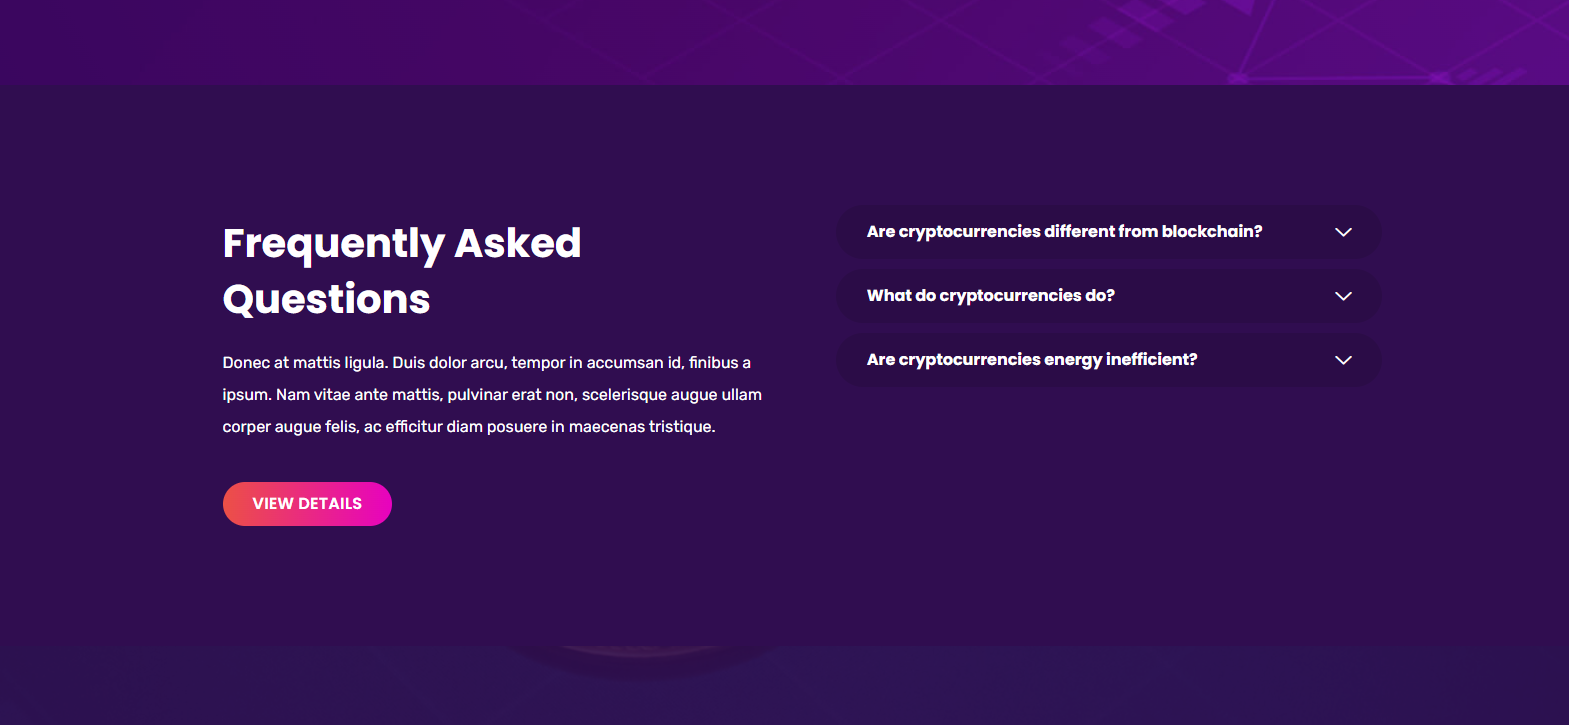 Frequently Asked
Questions
Donec at mattis ligula. Duis dolor arcu, tempor in accumsan id, finibus a
ipsum. Nam vitae ante mattis, pulvinar erat non, scelerisque augue ullam
corper augue felis, ac efficitur diam posuere in maecenas tristique.
VIEW DETAILS
Are cryptocurrencies different from blockchain?
What do cryptocurrencies do?
Are cryptocurrencies energy inefficient?